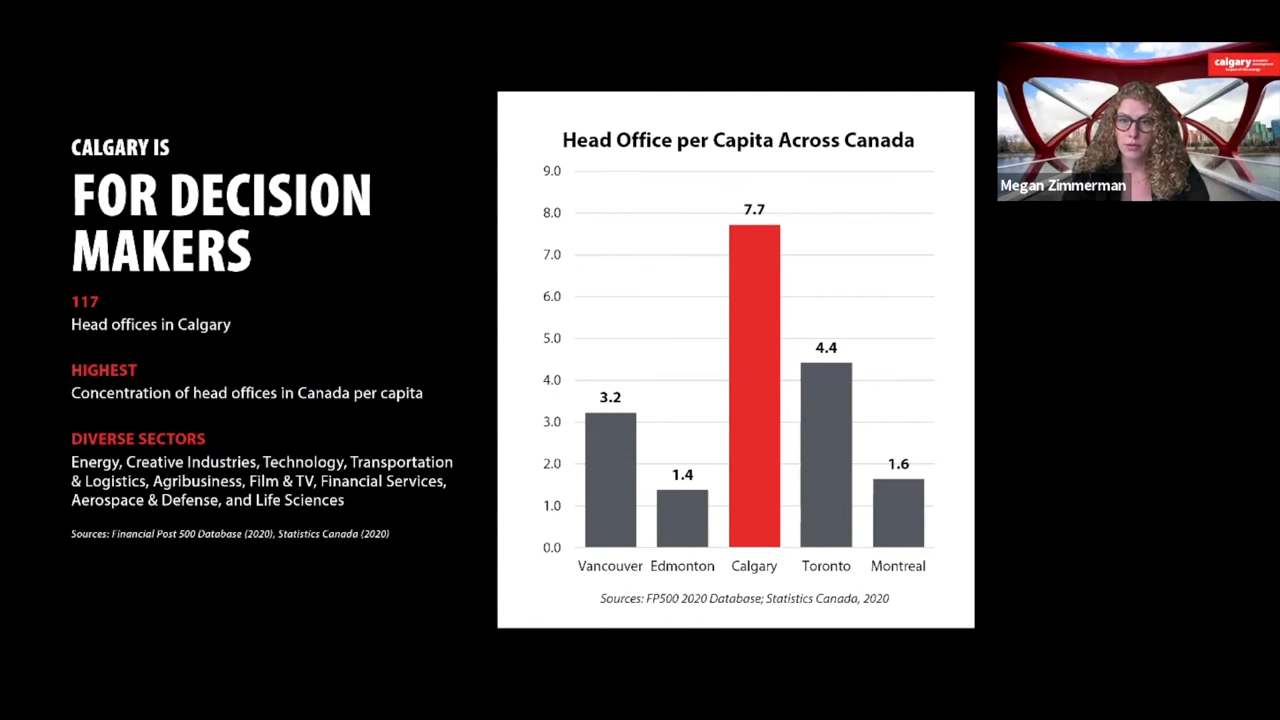 CALGARY IS
FOR DECISION
MAKERS
117
Head offices in Calgary
HIGHEST
Concentration of head offices in Canada per capita
DIVERSE SECTORS
Energy, Creative Industries, Technology, Transportation
& Logistics, Agribusiness, Film & TV, Financial Services,
Aerospace & Defense, and Life Sciences
Sources: Financial Post 500 Database (2020), Statistics Canada (2020)
Head Office per Capita Across Canada
9.0
8.0
7.0
6.0
5.0
4.0
3.0
2.0
1.0
0.0
3.2
1.4
7.7
4.4
1.6
Vancouver Edmonton Calgary Toronto Montreal
Sources: FP500 2020 Database; Statistics Canada, 2020
calgary
Megan Zimmerman